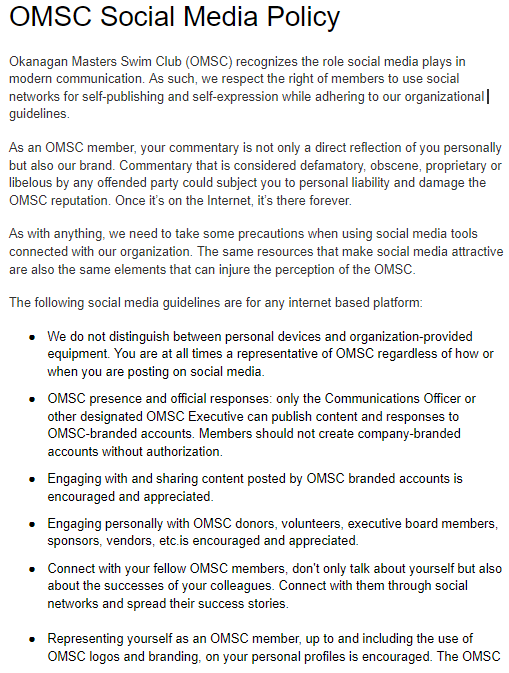 OMSC Social Media Policy
Okanagan Masters Swim Club (OMSC) recognizes the role social media plays in
modern communication. As such, we respect the right of members to use social
networks for self-publishing and self-expression while adhering to our organizational
guidelines.
As an OMSC member, your commentary is not only a direct reflection of you personally
but also our brand. Commentary that is considered defamatory, obscene, proprietary or
libelous by any offended party could subject you to personal liability and damage the
OMSC reputation. Once it's on the Internet, it's there forever.
As with anything, we need to take some precautions when using social media tools
connected with our organization. The same resources that make social media attractive
are also the same elements that can injure the perception of the OMSC.
The following social media guidelines are for any internet based platform:
• We do not distinguish between personal devices and organization-provided
equipment. You are at all times a representative of OMSC regardless of how or
when you are posting on social media.
• OMSC presence and official responses: only the Communications Officer or
other designated OMSC Executive can publish content and responses to
OMSC-branded accounts. Members should not create company-branded
accounts without authorization.
• Engaging with and sharing content posted by OMSC branded accounts is
encouraged and appreciated.
• Engaging personally with OMSC donors, volunteers, executive board members,
sponsors, vendors, etc.is encouraged and appreciated.
• Connect with your fellow OMSC members, don't only talk about yourself but also
about the successes of your colleagues. Connect with them through social
networks and spread their success stories.
• Representing yourself as an OMSC member, up to and including the use of
OMSC logos and branding, on your personal profiles is encouraged. The OMSC